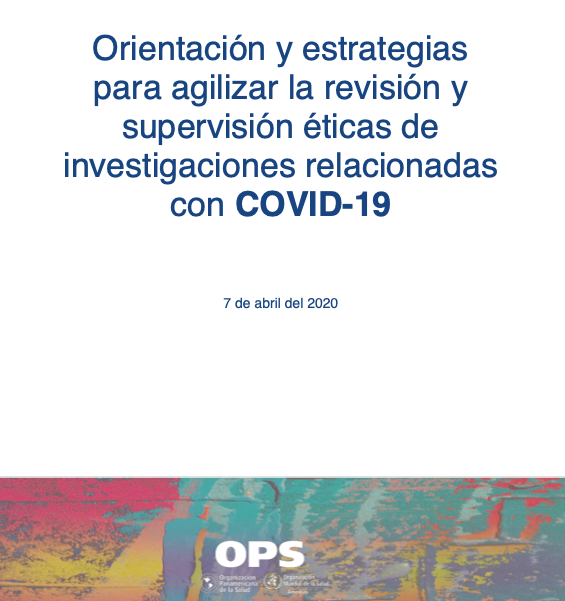 Orientación y estrategias
para agilizar la revisión y
supervisión éticas de
investigaciones relacionadas
con COVID-19
7 de abril del 2020
OPS
Organización
Panamericana
de la Salud
Organización
Mundial de la Salud